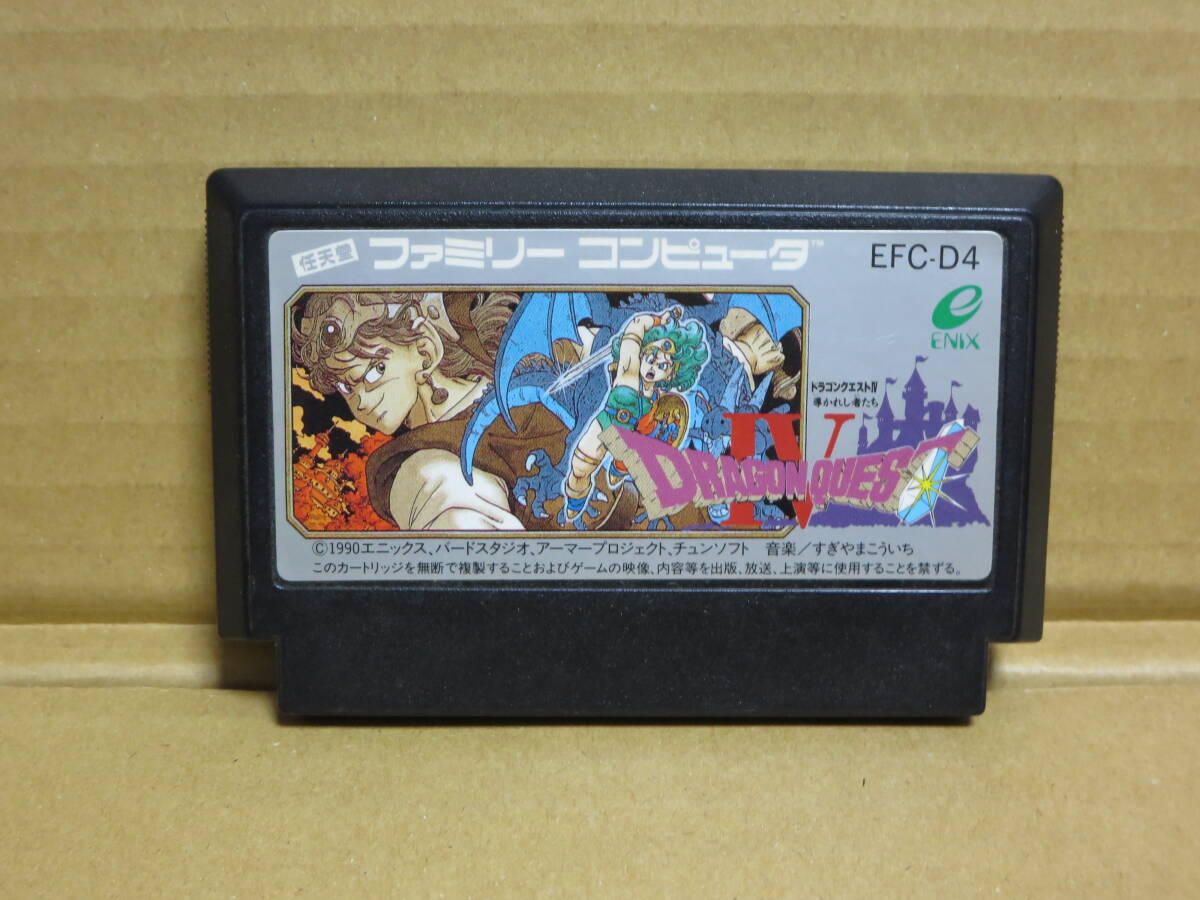 任天堂 ファミリー コンピュータ™ EFC-D4
e
ENIX
ドラゴンクエストIV
導かれし者たち
IV
DRAGON QUEST
©1990エニックス、バードスタジオ、アーマープロジェクト、チュンソフト 音楽/すぎやまこういち
このカートリッジを無断で複製することおよびゲームの映像、内容等を出版、放送、上演等に使用することを禁ずる。